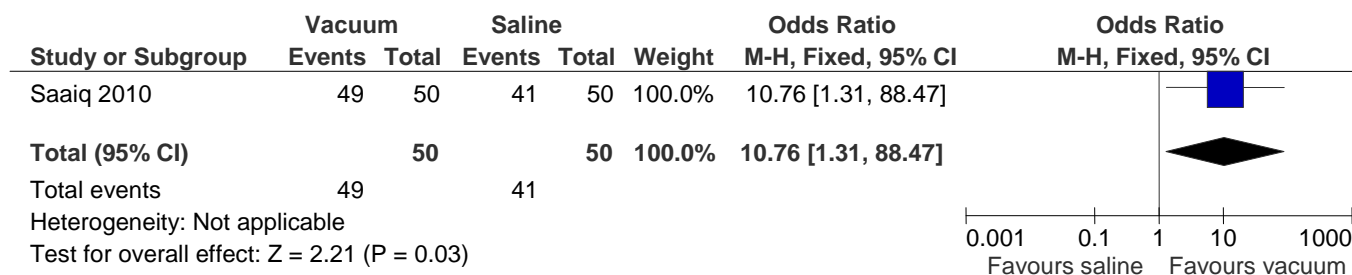 Vacuum Saline Odds Ratio Odds Ratio
Study or Subgroup Events Total Events Total Weight M-H, Fixed, 95% CI M-H, Fixed, 95% CI
Saaiq 2010 49 50 41 50 100.0% 10.76 [1.31, 88.47]
Total (95% CI) 50 50 100.0% 10.76 [1.31, 88.47]
Total events 49 41
Heterogeneity: Not applicable
Test for overall effect: Z = 2.21 (P = 0.03)
0.001 0.1 1 10 1000
Favours saline Favours vacuum